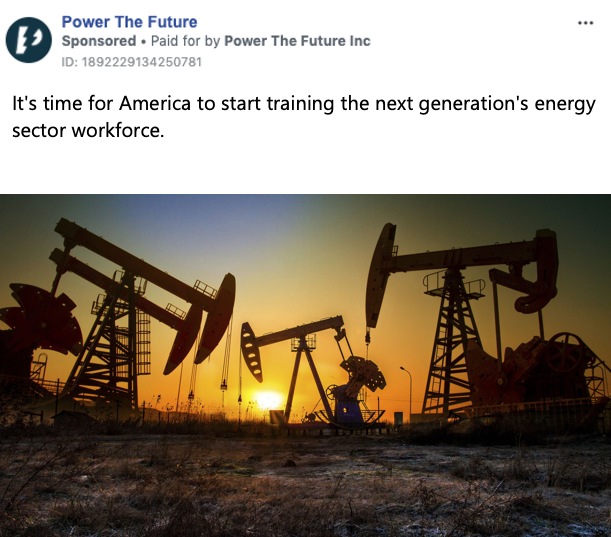 Power The Future
Sponsored • Paid for by Power The Future Inc
ID: 1892229134250781
It's time for America to start training the next generation's energy
sector workforce.